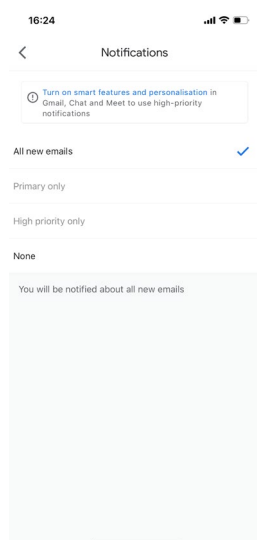 16:24
Notifications
Turn on smart features and personalisation in
Gmail, Chat and Meet to use high-priority
notifications
All new emails
Primary only
High priority only
None
You will be notified about all new emails